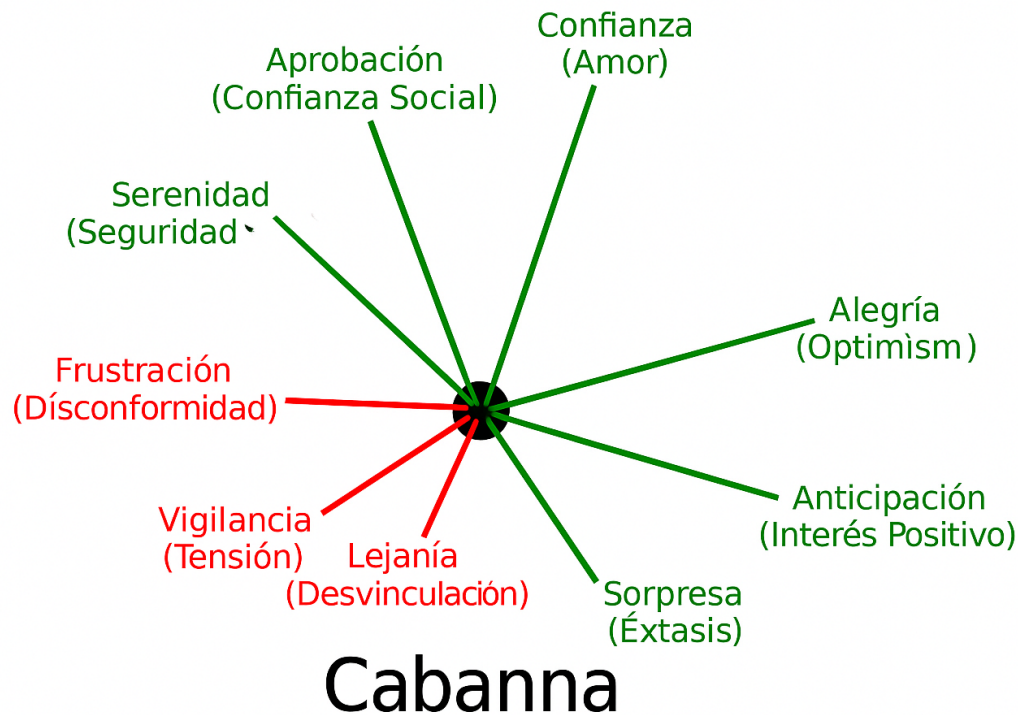 Confianza
(Amor)
Aprobación
(Confianza Social)
Serenidad
(Seguridad
Alegría
(Optimìsm)
Frustración
(Dísconformidad)
Anticipación
(Interés Positivo)
Vigilancia
(Tensión)
Lejanía
(Desvinculación)
Sorpresa
(Éxtasis)
Cabanna